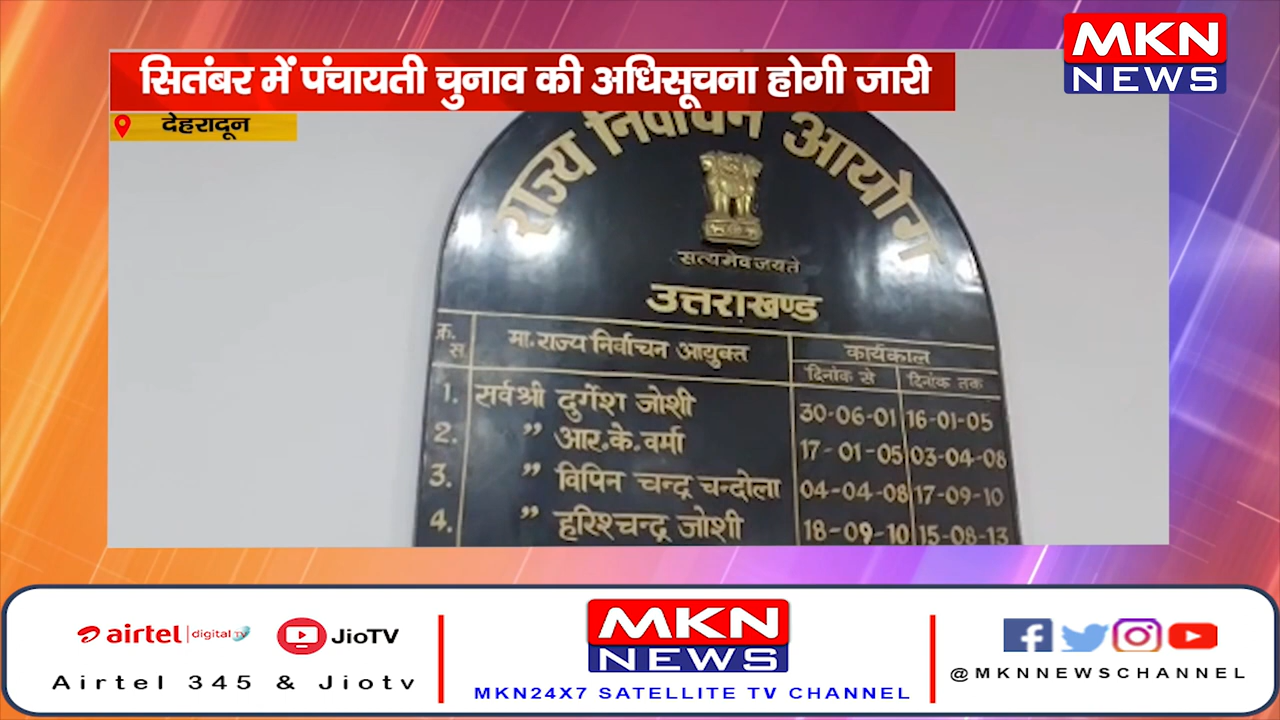 सितंबर में पंचायती चुनाव की अधिसूचना होगी जारी
MKN
NEWS
देहरादून
राज्य निर्वाचन आयोग
सत्यमेव जयते
उत्तराखण्ड
क्र. स. मा. राज्य निर्वाचन आयुक्त कार्यकाल
दिनांक से दिनांक तक
1. सर्वश्री दुर्गेश जोशी 30-06-01 16-01-05
2. ” आर. के. वर्मा 17-01-05 03-04-08
3. ” विपिन चन्द्र चन्दोला 04-04-08 17-09-10
4. ” हरिश्चन्द्र जोशी 18-09-10 15-08-13
airtel digital TV JioTV
Airtel 345 & Jiotv
MKN
NEWS
MKN24X7 SATELLITE TV CHANNEL
@MKNNEWSCHANNEL